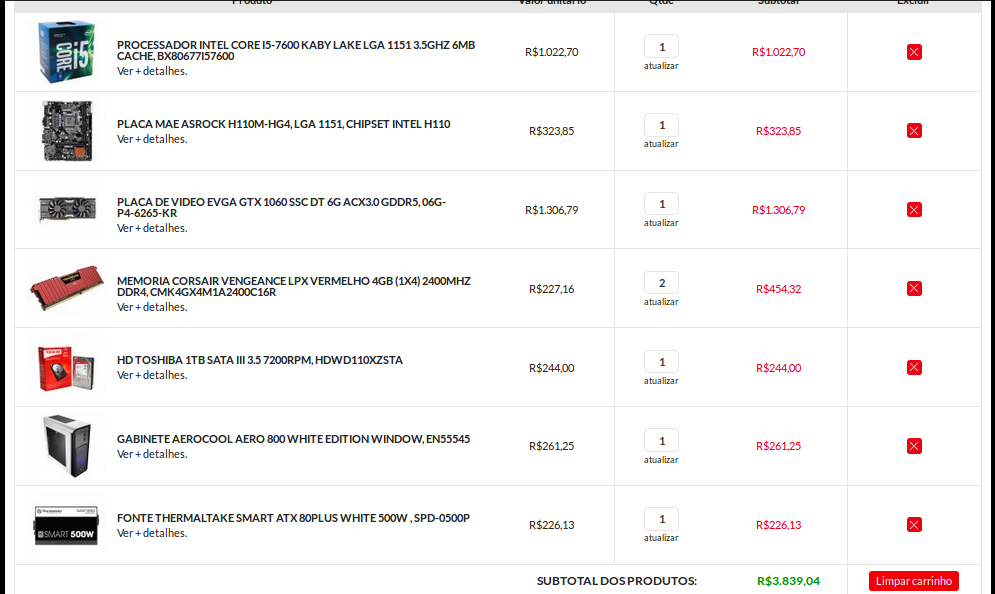 Produto Valor unitário Qtde Subtotal Excluir
PROCESSADOR INTEL CORE I5-7600 KABY LAKE LGA 1151 3.5GHZ 6MB
CACHE, BX80677I57600
Ver + detalhes.
R$1.022,70
1
atualizar
R$1.022,70
PLACA MAE ASROCK H110M-HG4, LGA 1151, CHIPSET INTEL H110
Ver + detalhes.
R$323,85
1
atualizar
R$323,85
PLACA DE VIDEO EVGA GTX 1060 SSC DT 6G ACX3.0 GDDR5, 06G-
P4-6265-KR
Ver + detalhes.
R$1.306,79
1
atualizar
R$1.306,79
MEMORIA CORSAIR VENGEANCE LPX VERMELHO 4GB (1X4) 2400MHZ
DDR4, CMK4GX4M1A2400C16R
Ver + detalhes.
R$227,16
2
atualizar
R$454,32
HD TOSHIBA 1TB SATA III 3.5 7200RPM, HDWD110XZSTA
Ver + detalhes.
R$244,00
1
atualizar
R$244,00
GABINETE AEROCOOL AERO 800 WHITE EDITION WINDOW, EN55545
Ver + detalhes.
R$261,25
1
atualizar
R$261,25
SMART 500W
FONTE THERMALTAKE SMART ATX 80PLUS WHITE 500W , SPD-0500P
Ver + detalhes.
R$226,13
1
atualizar
R$226,13
SUBTOTAL DOS PRODUTOS: R$3.839,04 Limpar carrinho